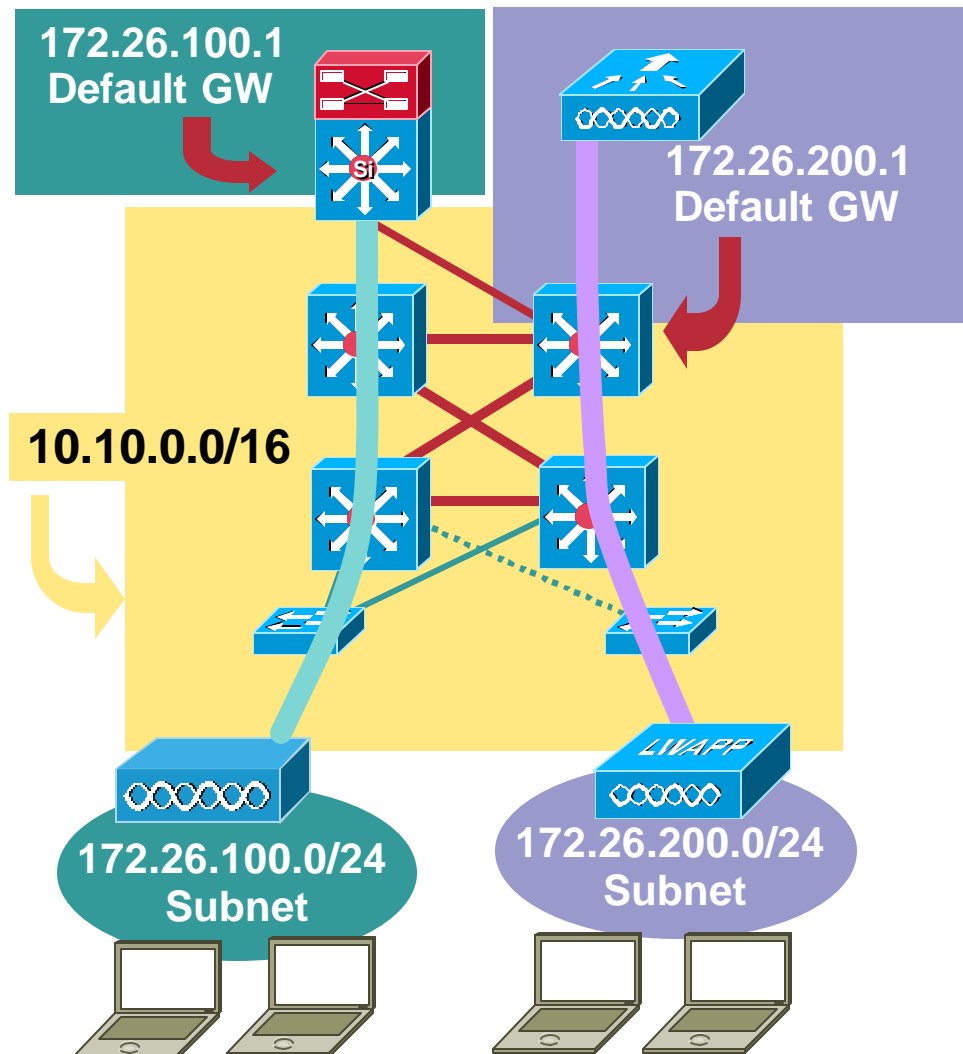 172.26.100.1
Default GW
Si
172.26.200.1
Default GW
10.10.0.0/16
LWAPP
172.26.100.0/24
Subnet
172.26.200.0/24
Subnet